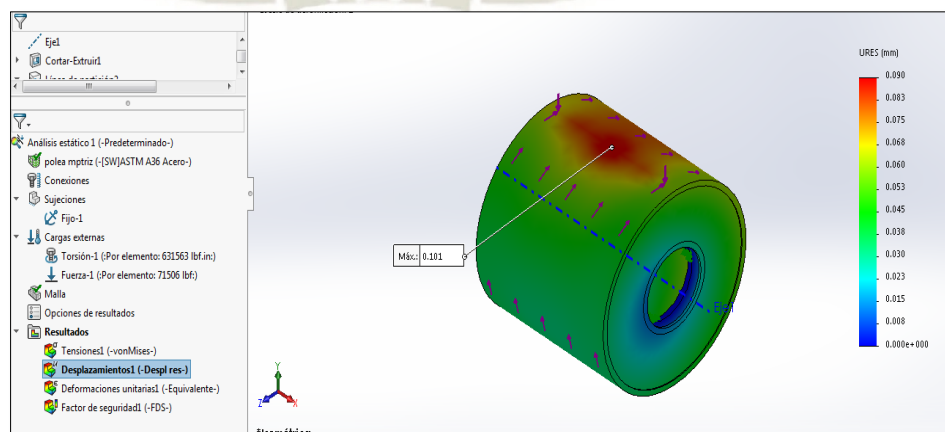 Eje1
Cortar-Extruir1
Análisis estático 1 (-Predeterminado-)
polea mptriz (-[SW]ASTM A36 Acero-)
Conexiones
Sujeciones
Fijo-1
Cargas externas
Torsión-1 (:Por elemento: 631563 lbf.in:)
Fuerza-1 (:Por elemento: 71506 lbf:)
Malla
Opciones de resultados
Resultados
Tensiones1 (-vonMises-)
Desplazamientos1 (-Despl res-)
Deformaciones unitarias1 (-Equivalente-)
Factor de seguridad1 (-FDS-)
Máx.: 0.101
Eje1
Y
Z
X
URES (mm)
0.090
0.083
0.075
0.068
0.060
0.053
0.045
0.038
0.030
0.023
0.015
0.008
0.000e+000